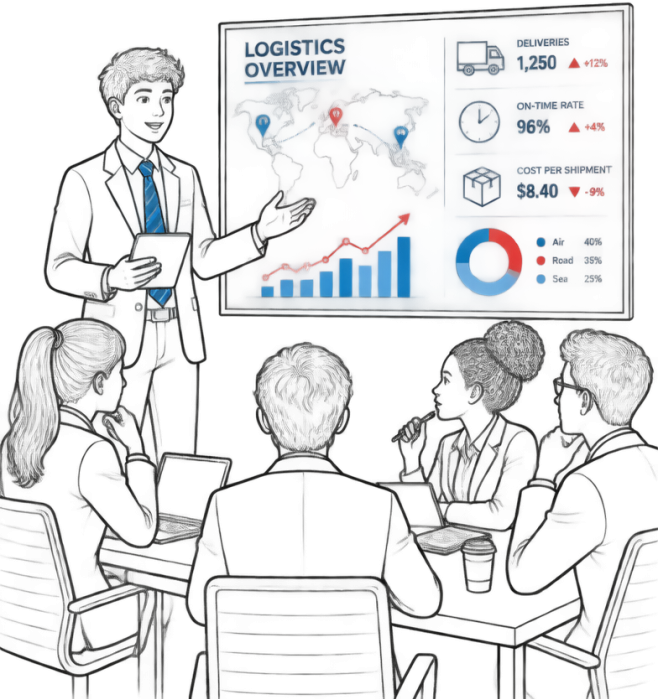 LOGISTICS
OVERVIEW
DELIVERIES
1,250 ▲ +12%
ON-TIME RATE
96% ▲ +4%
COST PER SHIPMENT
$8.40 ▼ -9%
Air 40%
Road 35%
Sea 25%